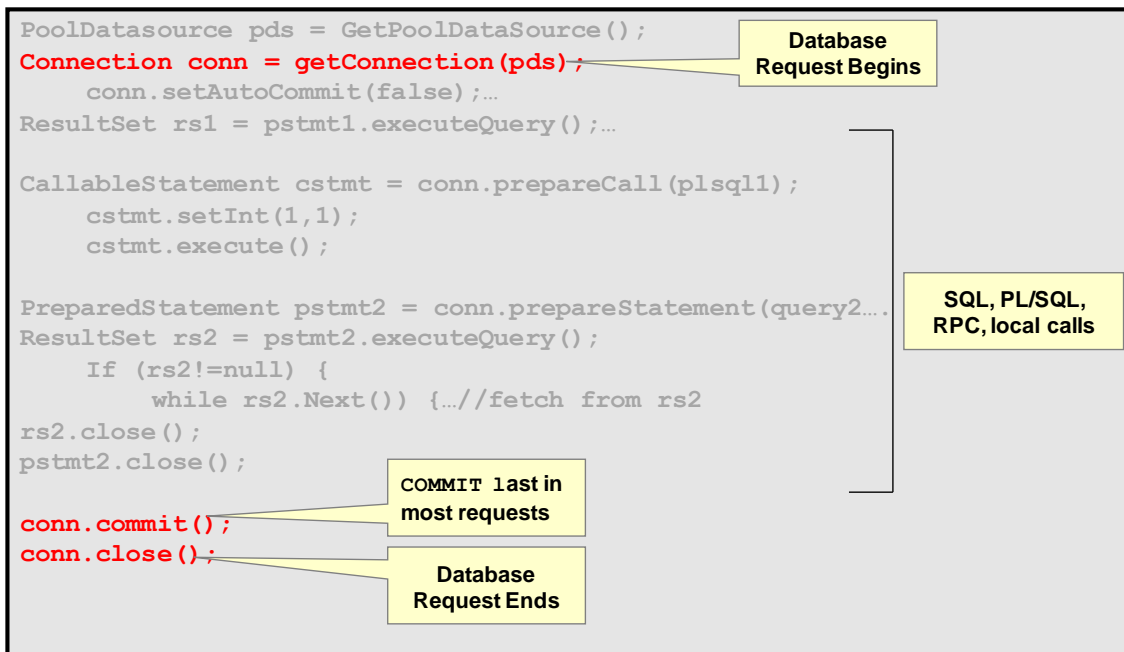 PoolDatasource pds = GetPoolDataSource();
Connection conn = getConnection(pds);
Database
Request Begins
conn.setAutoCommit(false);…
ResultSet rs1 = pstmt1.executeQuery();…
CallableStatement cstmt = conn.prepareCall(plsql1);
cstmt.setInt(1,1);
cstmt.execute();
PreparedStatement pstmt2 = conn.prepareStatement(query2….
SQL, PL/SQL,
RPC, local calls
ResultSet rs2 = pstmt2.executeQuery();
If (rs2!=null) {
while rs2.Next()) {…//fetch from rs2
rs2.close();
pstmt2.close();
COMMIT last in
most requests
conn.commit();
conn.close();
Database
Request Ends